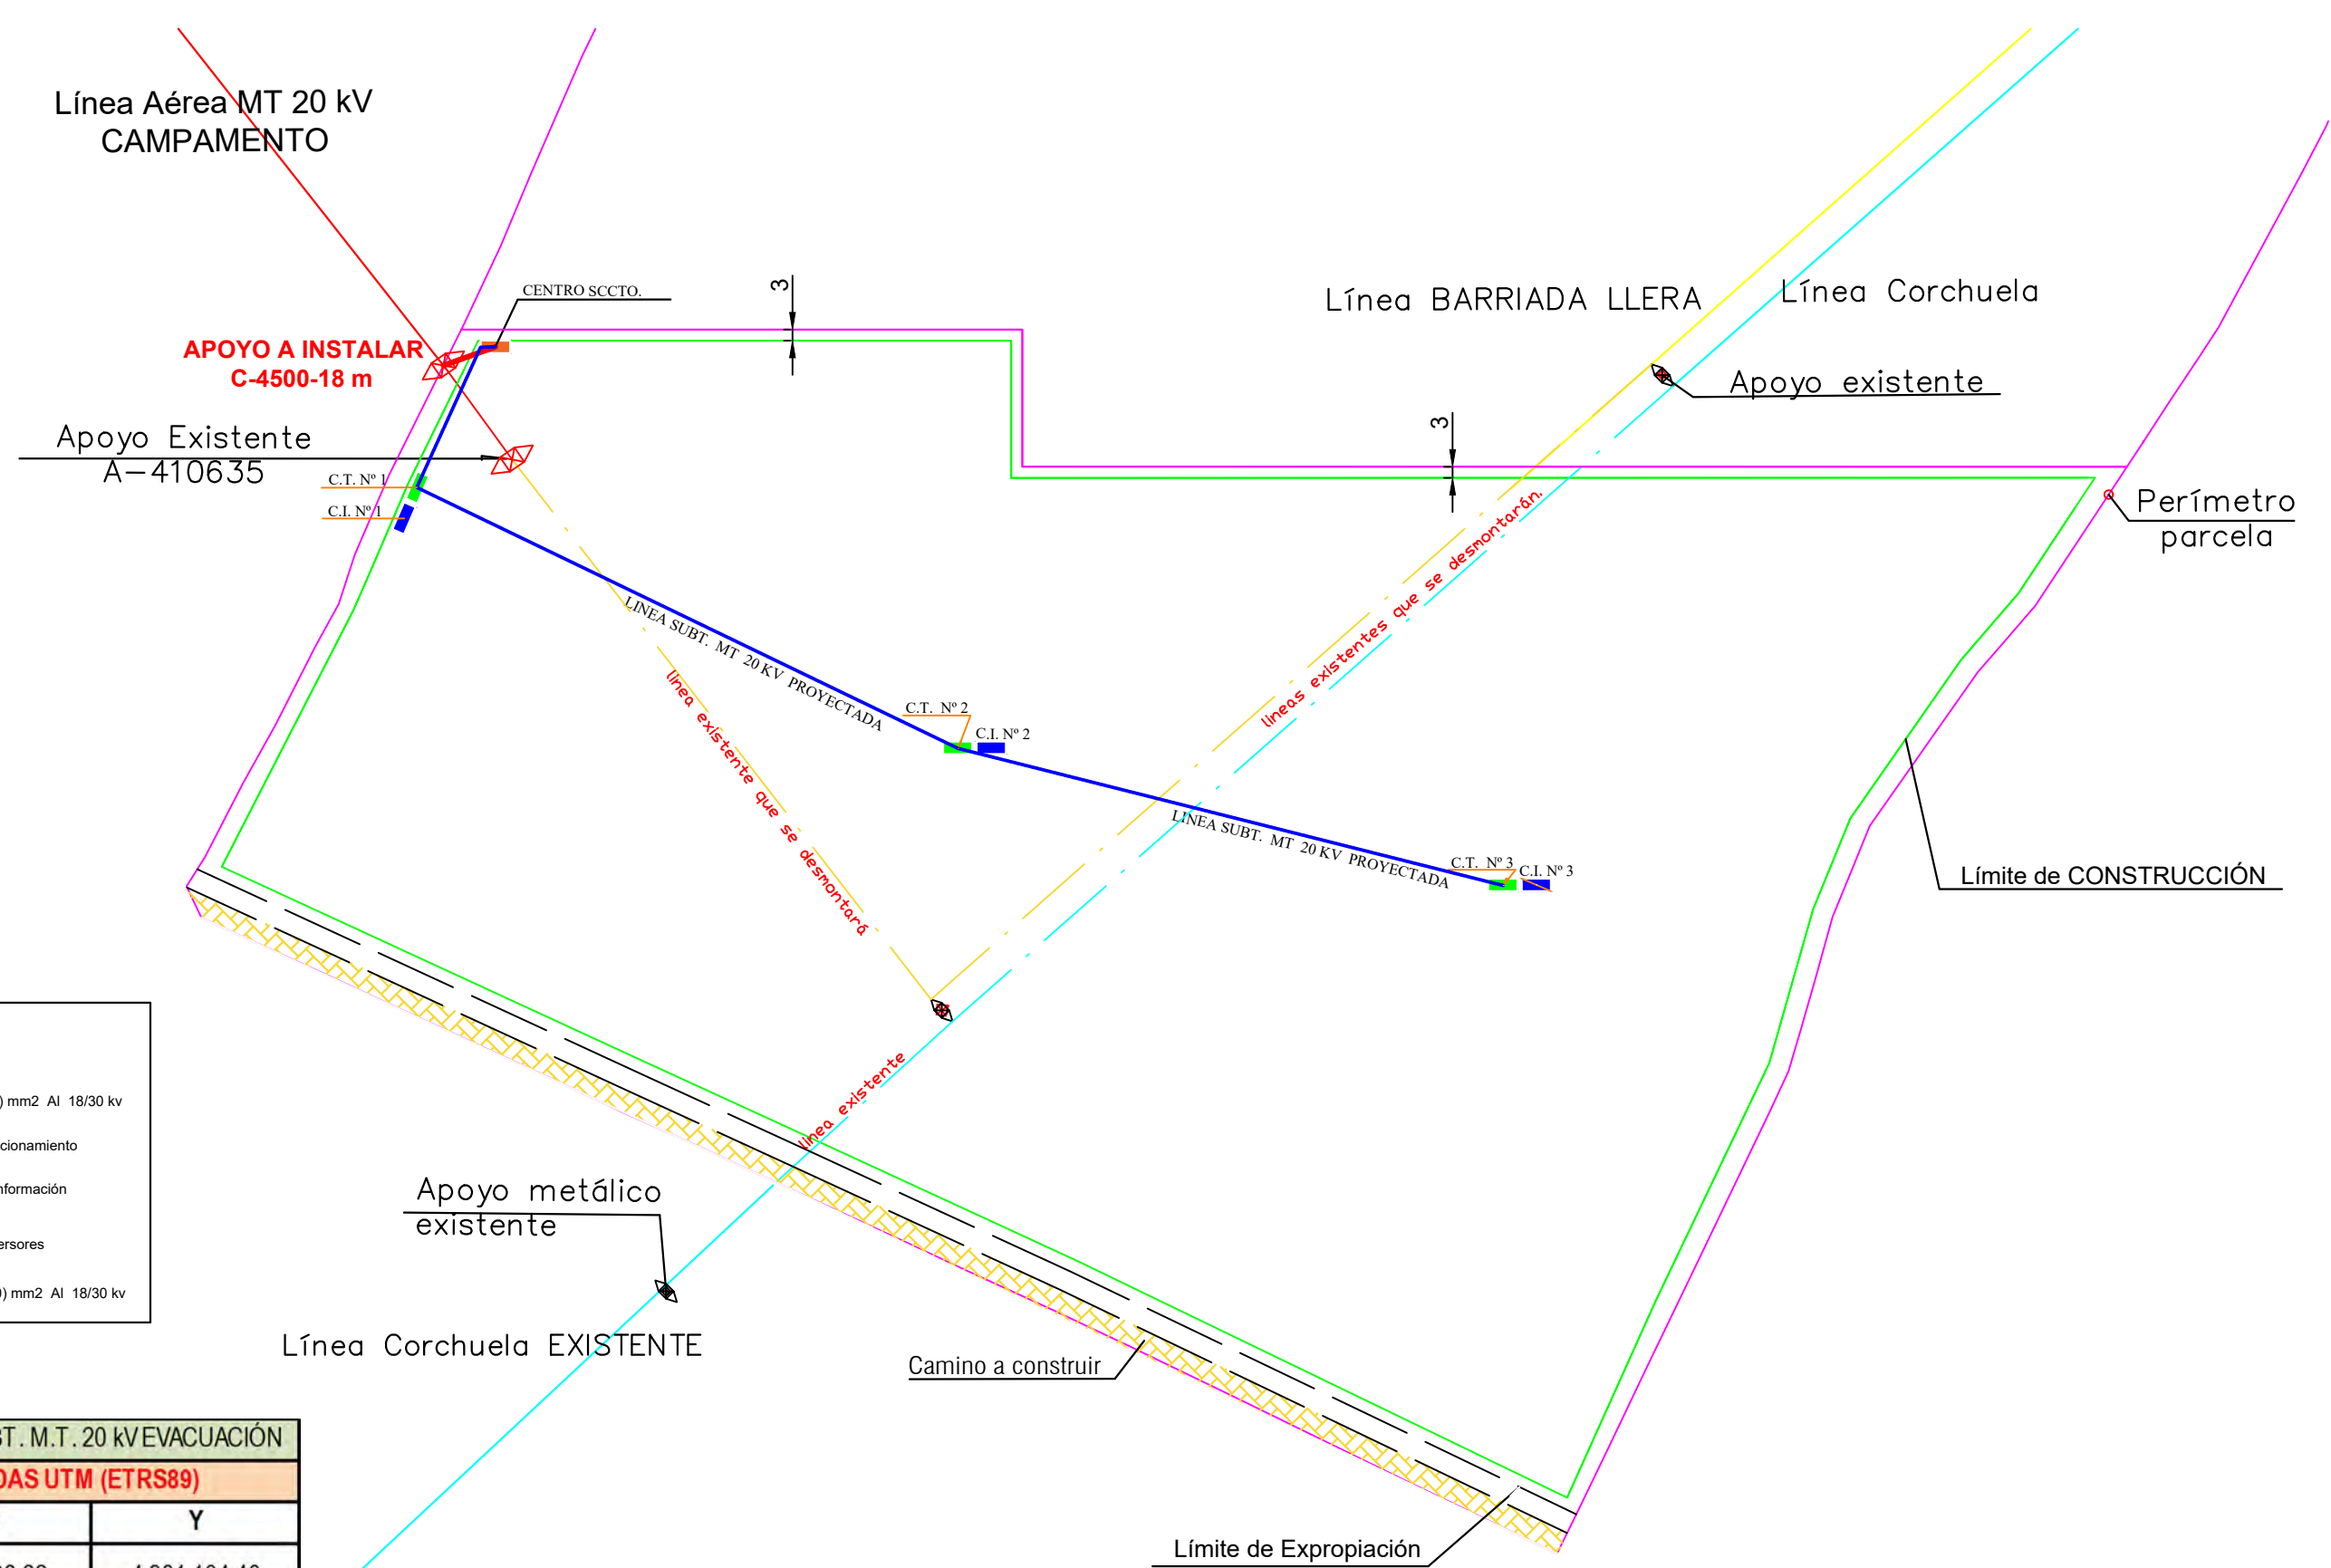 Línea Aérea MT 20 kV
CAMPAMENTO
CENTRO SCCTO.
3
APOYO A INSTALAR
C-4500-18 m
Línea BARRIADA LLERA
Línea Corchuela
Apoyo existente
3
Apoyo Existente
A-410635
C.T. Nº 1
C.I. Nº 1
Perímetro
parcela
líneas existentes que se desmontarán.
LINEA SUBT. MT 20 KV PROYECTADA
línea existente que se desmontará
C.T. Nº 2
C.I. Nº 2
LINEA SUBT. MT 20 KV PROYECTADA
C.T. Nº 3
C.I. Nº 3
Límite de CONSTRUCCIÓN
línea existente
) mm2 Al 18/30 kv
cionamiento
nformación
ersores
) mm2 Al 18/30 kv
Apoyo metálico
existente
Línea Corchuela EXISTENTE
Camino a construir
Límite de Expropiación
BT. M.T. 20 kV EVACUACIÓN
DAS UTM (ETRS89)
Y